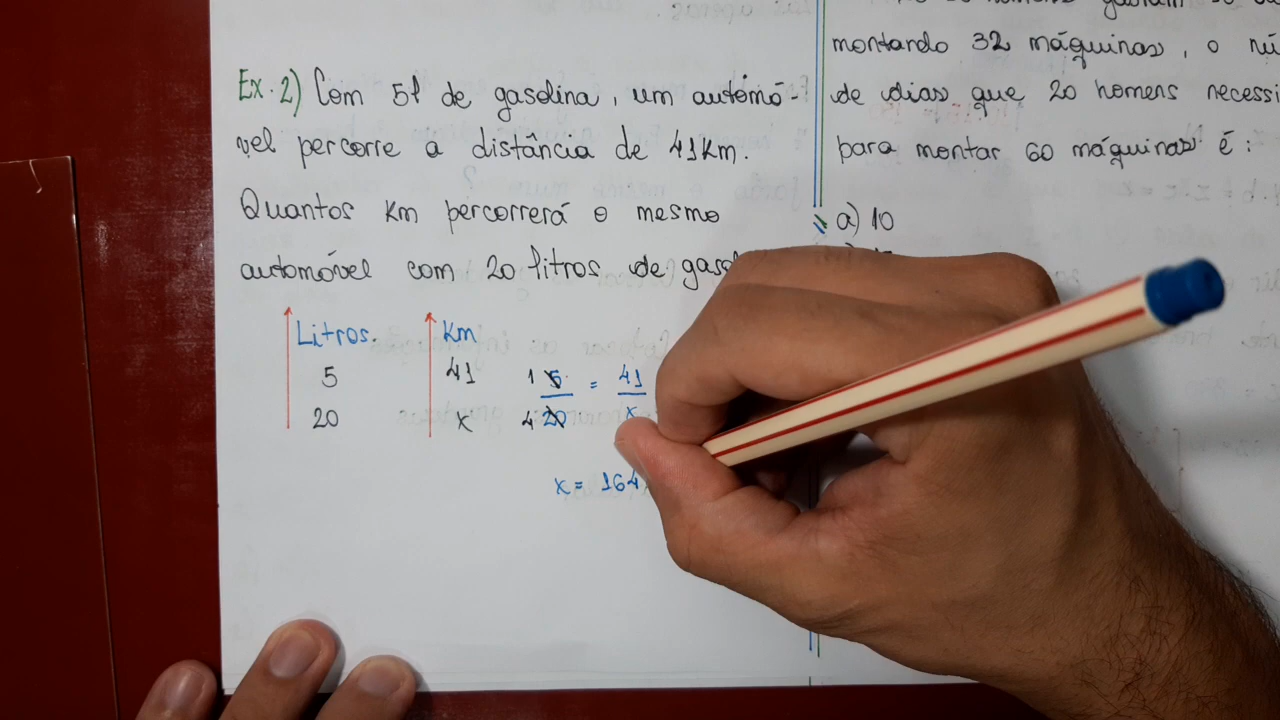 Ex. 2) Com 5l de gasolina, um automó-
vel percorre a distância de 41Km.
Quantos Km percorrerá o mesmo
automóvel com 20 litros de
Litros Km
5 41
20 x
1 5 = 41
4 20 x
x = 164
montando 32 máquinas, o
de dias que 20 homens
para montar 60 máquinas é:
a) 10